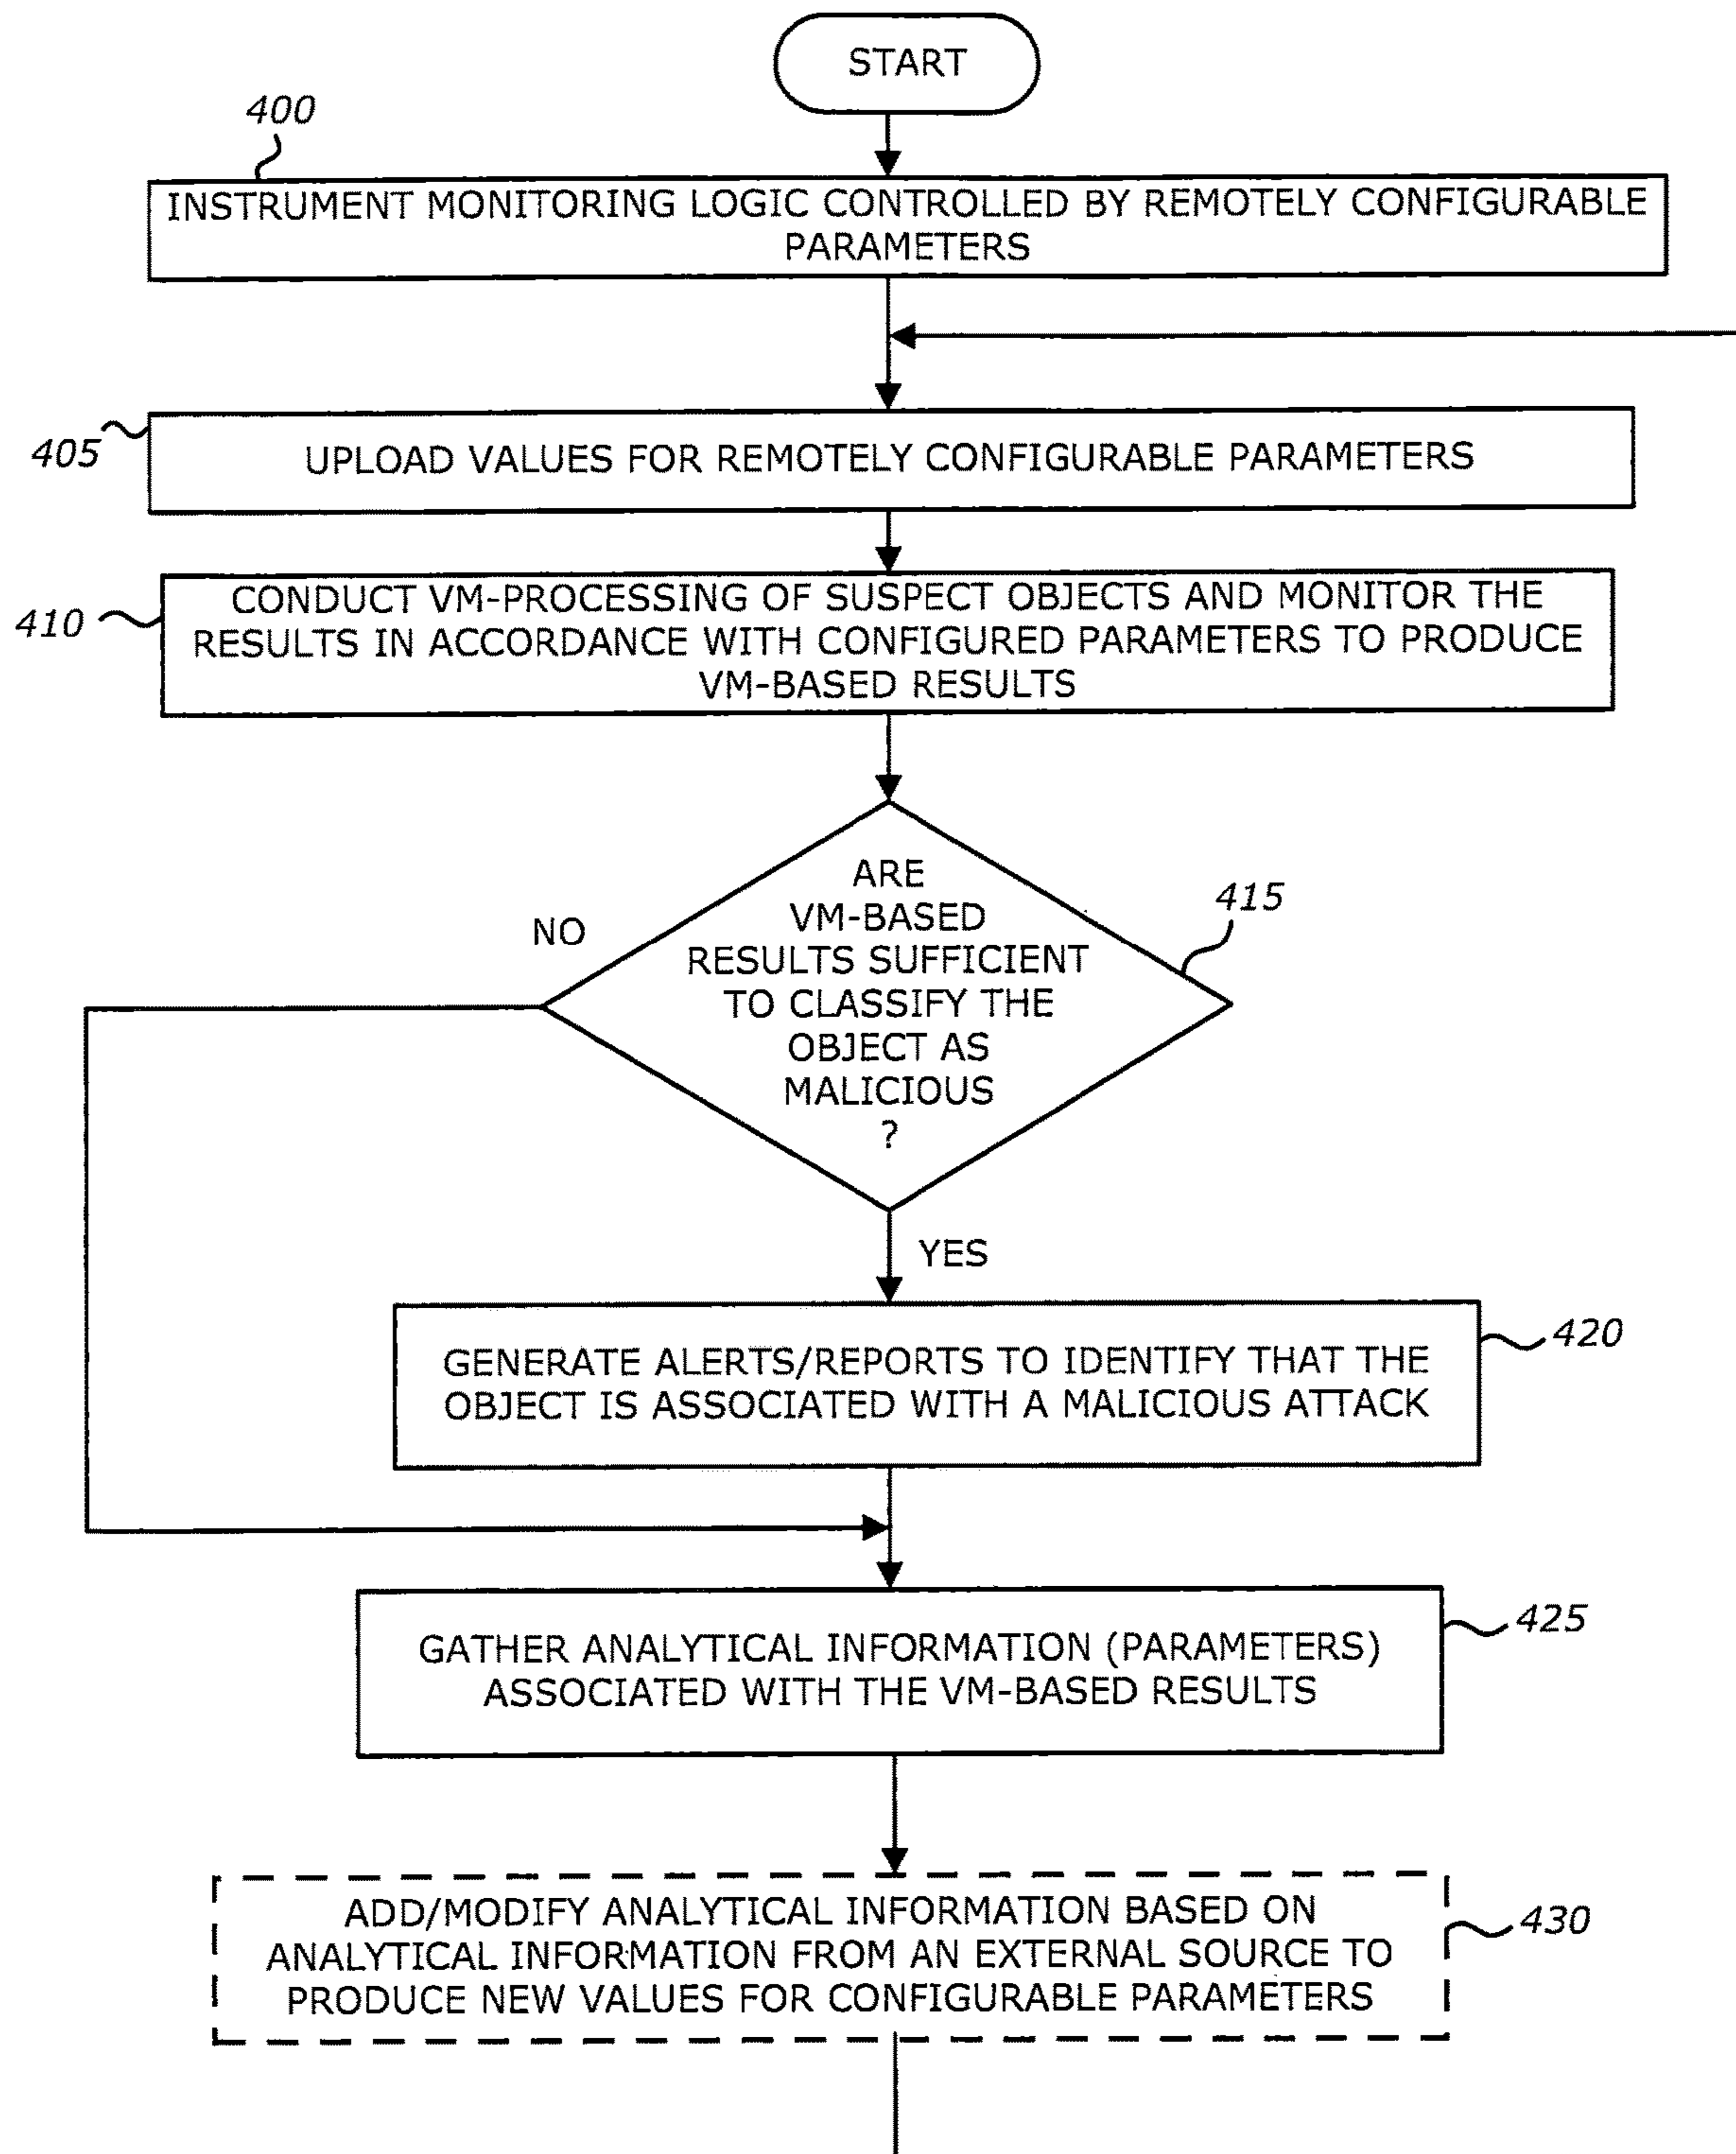 START
400
INSTRUMENT MONITORING LOGIC CONTROLLED BY REMOTELY CONFIGURABLE
PARAMETERS
405
UPLOAD VALUES FOR REMOTELY CONFIGURABLE PARAMETERS
410
CONDUCT VM-PROCESSING OF SUSPECT OBJECTS AND MONITOR THE
RESULTS IN ACCORDANCE WITH CONFIGURED PARAMETERS TO PRODUCE
VM-BASED RESULTS
ARE
VM-BASED
RESULTS SUFFICIENT
TO CLASSIFY THE
OBJECT AS
MALICIOUS
?
415
NO
YES
GENERATE ALERTS/REPORTS TO IDENTIFY THAT THE
OBJECT IS ASSOCIATED WITH A MALICIOUS ATTACK
420
GATHER ANALYTICAL INFORMATION (PARAMETERS)
ASSOCIATED WITH THE VM-BASED RESULTS
425
ADD/MODIFY ANALYTICAL INFORMATION BASED ON
ANALYTICAL INFORMATION FROM AN EXTERNAL SOURCE TO
PRODUCE NEW VALUES FOR CONFIGURABLE PARAMETERS
430